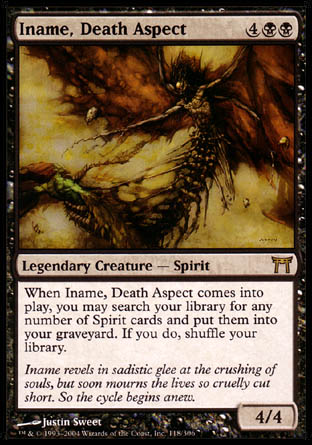 Iname, Death Aspect 4
Legendary Creature — Spirit
When Iname, Death Aspect comes into
play, you may search your library for
any number of Spirit cards and put them into
your graveyard. If you do, shuffle your
library.
Iname revels in sadistic glee at the crushing of
souls, but soon mourns the lives so cruelly cut
short. So the cycle begins anew.
4/4
Justin Sweet
™ & © 1993–2004 Wizards of the Coast, Inc. 118/306